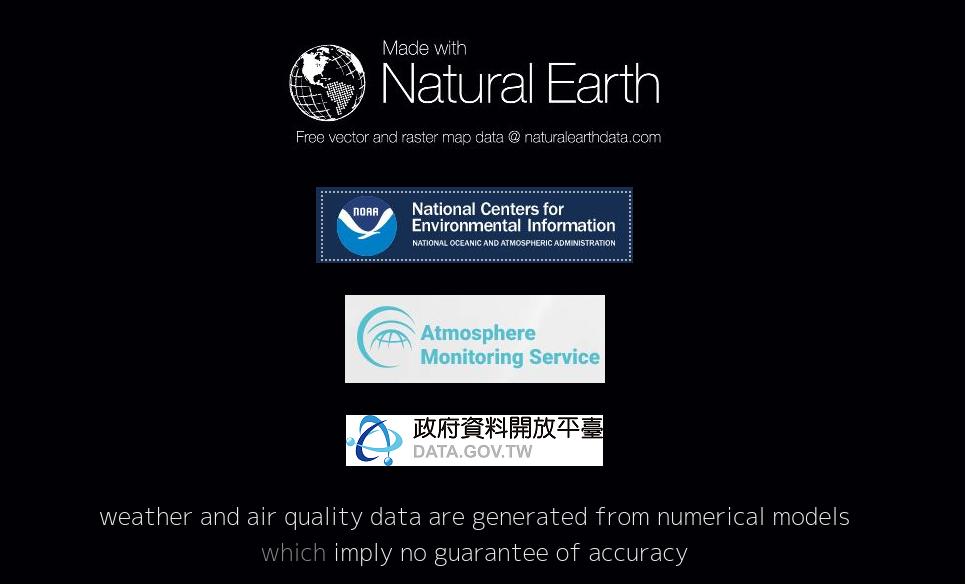 Made with
Natural Earth
Free vector and raster map data @ naturalearthdata.com
NOAA
National Centers for
Environmental Information
NATIONAL OCEANIC AND ATMOSPHERIC ADMINISTRATION
Atmosphere
Monitoring Service
政府資料開放平臺
DATA.GOV.TW
weather and air quality data are generated from numerical models
which imply no guarantee of accuracy